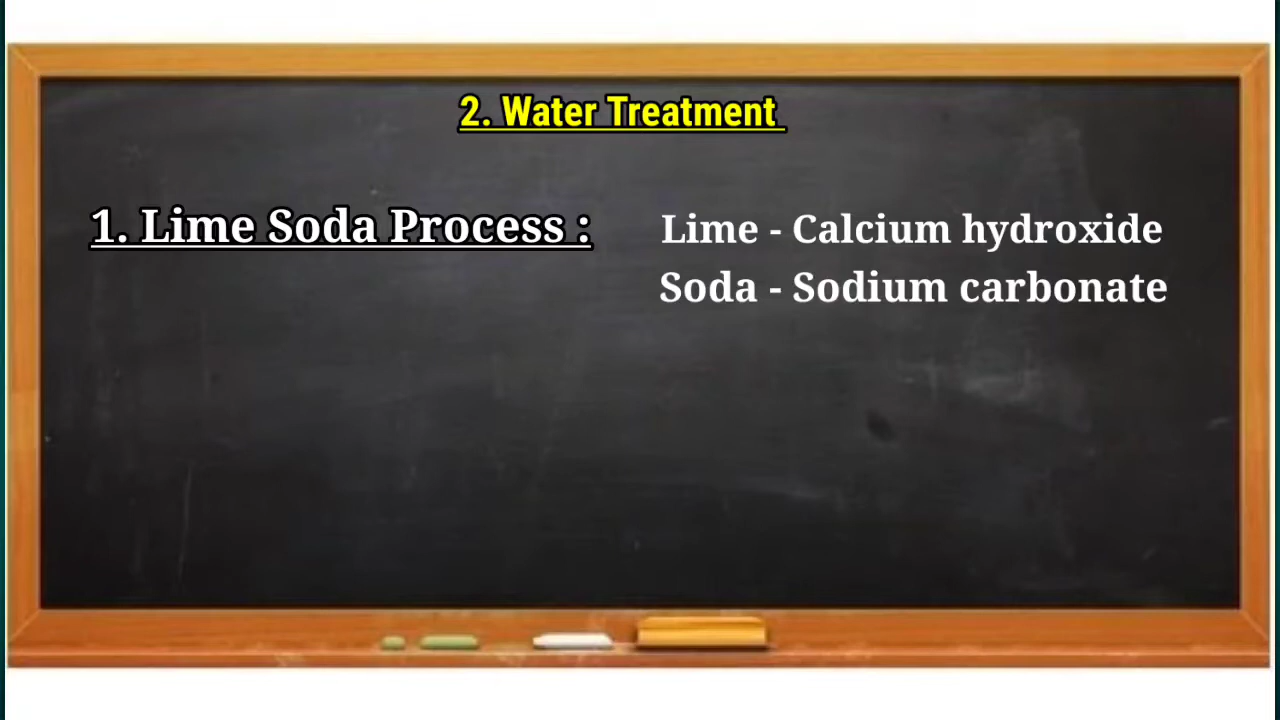 2. Water Treatment
1. Lime Soda Process :
Lime - Calcium hydroxide
Soda - Sodium carbonate